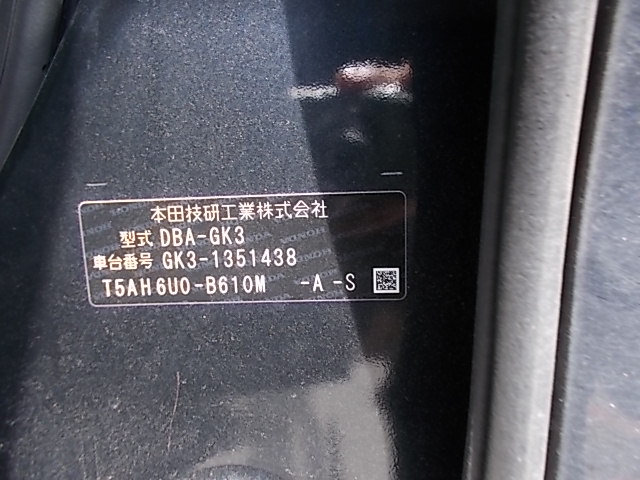 本田技研工業株式会社
型式 DBA-GK3
車台番号 GK3-1351438
T5AH6U0-B610M -A -S